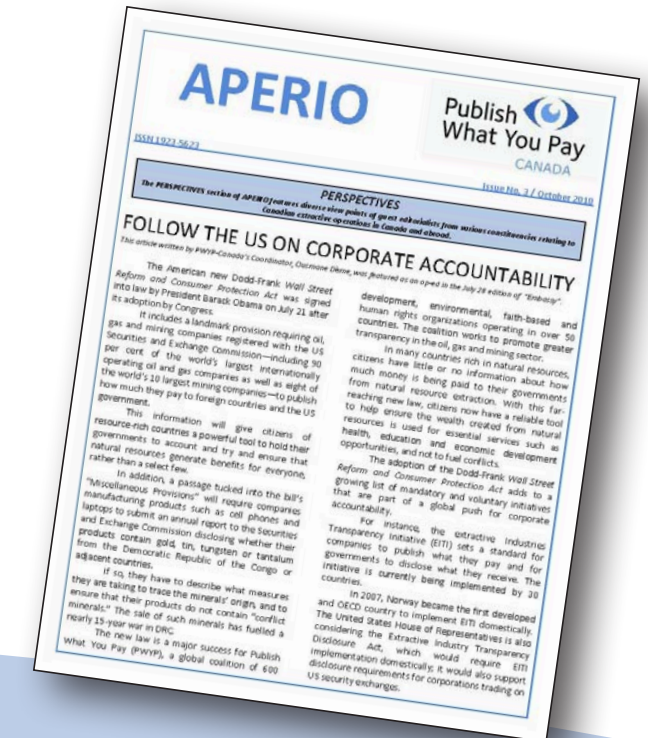 APERIO
Publish
What You Pay
CANADA
ISSN 1923-5623
Issue No. 3 / October 2010
PERSPECTIVES
The PERSPECTIVES section of APERIO features diverse view points of guest editorialists from various constituencies relating to
Canadian extractive operations in Canada and abroad.
FOLLOW THE US ON CORPORATE ACCOUNTABILITY
This article written by PWYP-Canada's Coordinator, Ousmane Dème, was featured as an oped in the July 28 edition of "Embassy".
The American new Dodd-Frank Wall Street
Reform and Consumer Protection Act was signed
into law by President Barack Obama on July 21 after
its adoption by Congress.
It includes a landmark provision requiring oil,
gas and mining companies registered with the US
Securities and Exchange Commission—including 90
per cent of the world's largest internationally
operating oil and gas companies as well as eight of
the world's 10 largest mining companies—to publish
how much they pay to foreign countries and the US
government.
This information will give citizens of
resource-rich countries a powerful tool to hold their
governments to account and try and ensure that
natural resources generate benefits for everyone,
rather than a select few.
In addition, a passage tucked into the bill's
"Miscellaneous Provisions" will require companies
manufacturing products such as cell phones and
laptops to submit an annual report to the Securities
and Exchange Commission disclosing whether their
products contain gold, tin, tungsten or tantalum
from the Democratic Republic of the Congo or
adjacent countries.
If so, they have to describe what measures
they are taking to trace the minerals' origin, and to
ensure that their products do not contain "conflict
minerals." The sale of such minerals has fuelled a
nearly 15-year war in DRC.
The new law is a major success for Publish
What You Pay (PWYP), a global coalition of 600
development, environmental, faith-based and
human rights organizations operating in over 50
countries. The coalition works to promote greater
transparency in the oil, gas and mining sector.
In many countries rich in natural resources,
citizens have little or no information about how
much money is being paid to their governments
from natural resource extraction. With this far-
reaching new law, citizens now have a reliable tool
to help ensure the wealth created from natural
resources is used for essential services such as
health, education and economic development
opportunities, and not to fuel conflicts.
The adoption of the Dodd-Frank Wall Street
Reform and Consumer Protection Act adds to a
growing list of mandatory and voluntary initiatives
that are part of a global push for corporate
accountability.
For instance, the extractive Industries
Transparency Initiative (EITI) sets a standard for
companies to publish what they pay and for
governments to disclose what they receive. The
initiative is currently being implemented by 30
countries.
In 2007, Norway became the first developed
and OECD country to implement EITI domestically.
The United States House of Representatives is also
considering the Extractive Industry Transparency
Disclosure Act, which would require EITI
implementation domestically; it would also support
disclosure requirements for corporations trading on
US security exchanges.